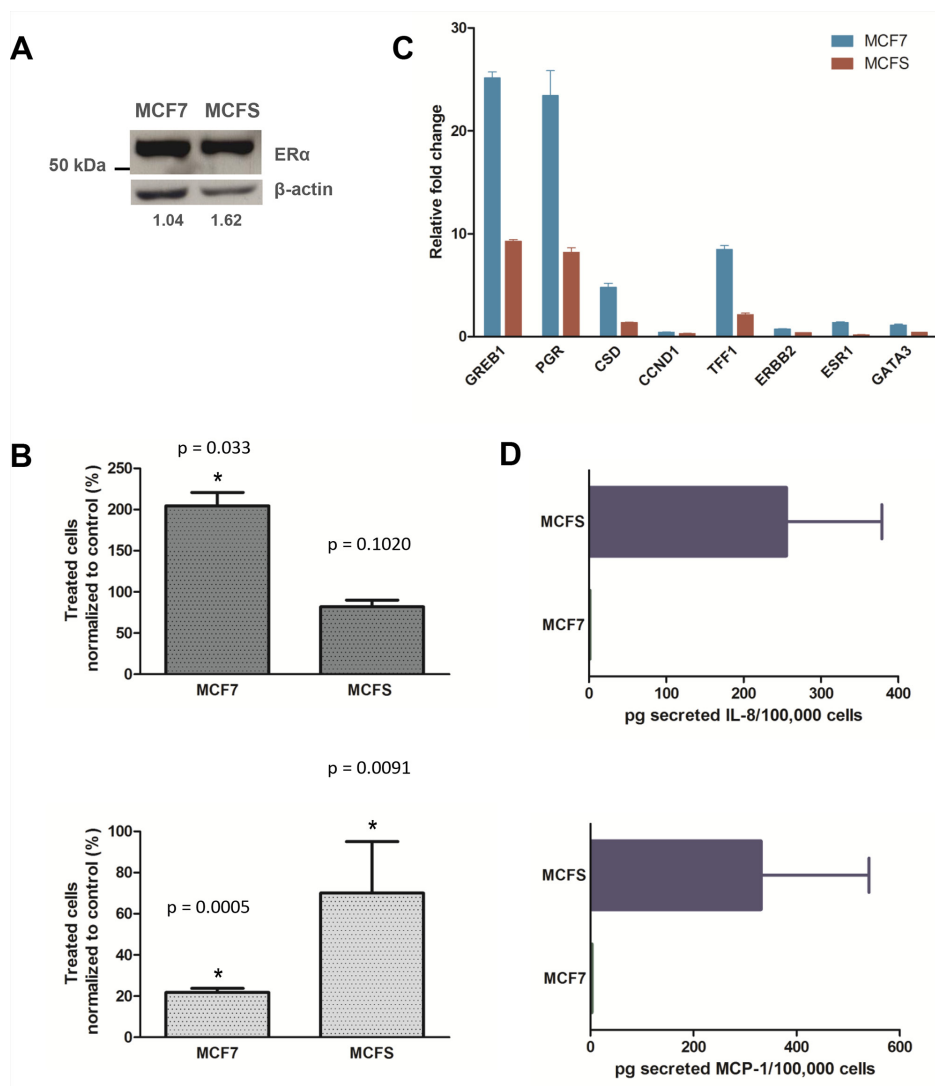 A
MCF7 MCFS
50 kDa
ERα
β-actin
1.04 1.62
C
MCF7
MCFS
Relative fold change
30
20
10
0
GREB1
PGR
CSD
CCND1
TFF1
ERBB2
ESR1
GATA3
B
p = 0.033
*
p = 0.1020
Treated cells
normalized to control (%)
250
200
150
100
50
0
MCF7 MCFS
p = 0.0091
*
p = 0.0005
*
Treated cells
normalized to control (%)
100
80
60
40
20
0
MCF7 MCFS
D
MCFS
MCF7
0 100 200 300 400
pg secreted IL-8/100,000 cells
MCFS
MCF7
0 200 400 600
pg secreted MCP-1/100,000 cells